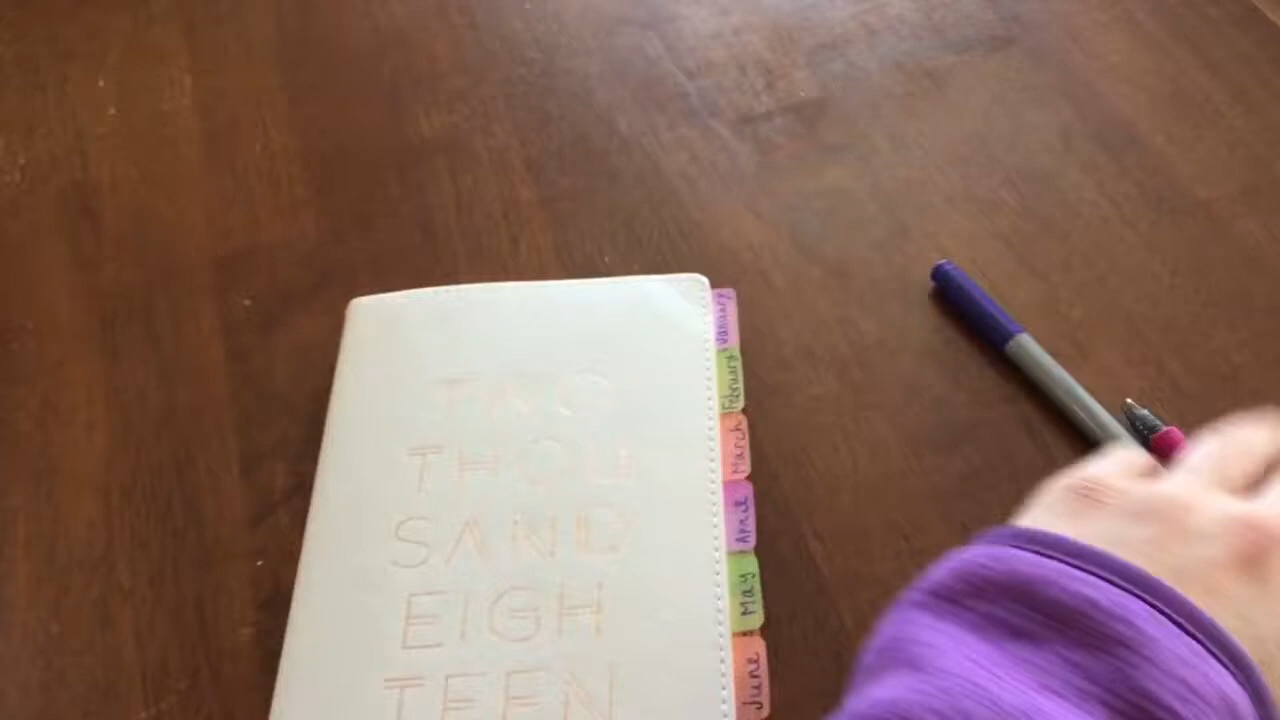 TWO
THOU
SAND
EIGH
TEEN
January
February
March
April
May
June